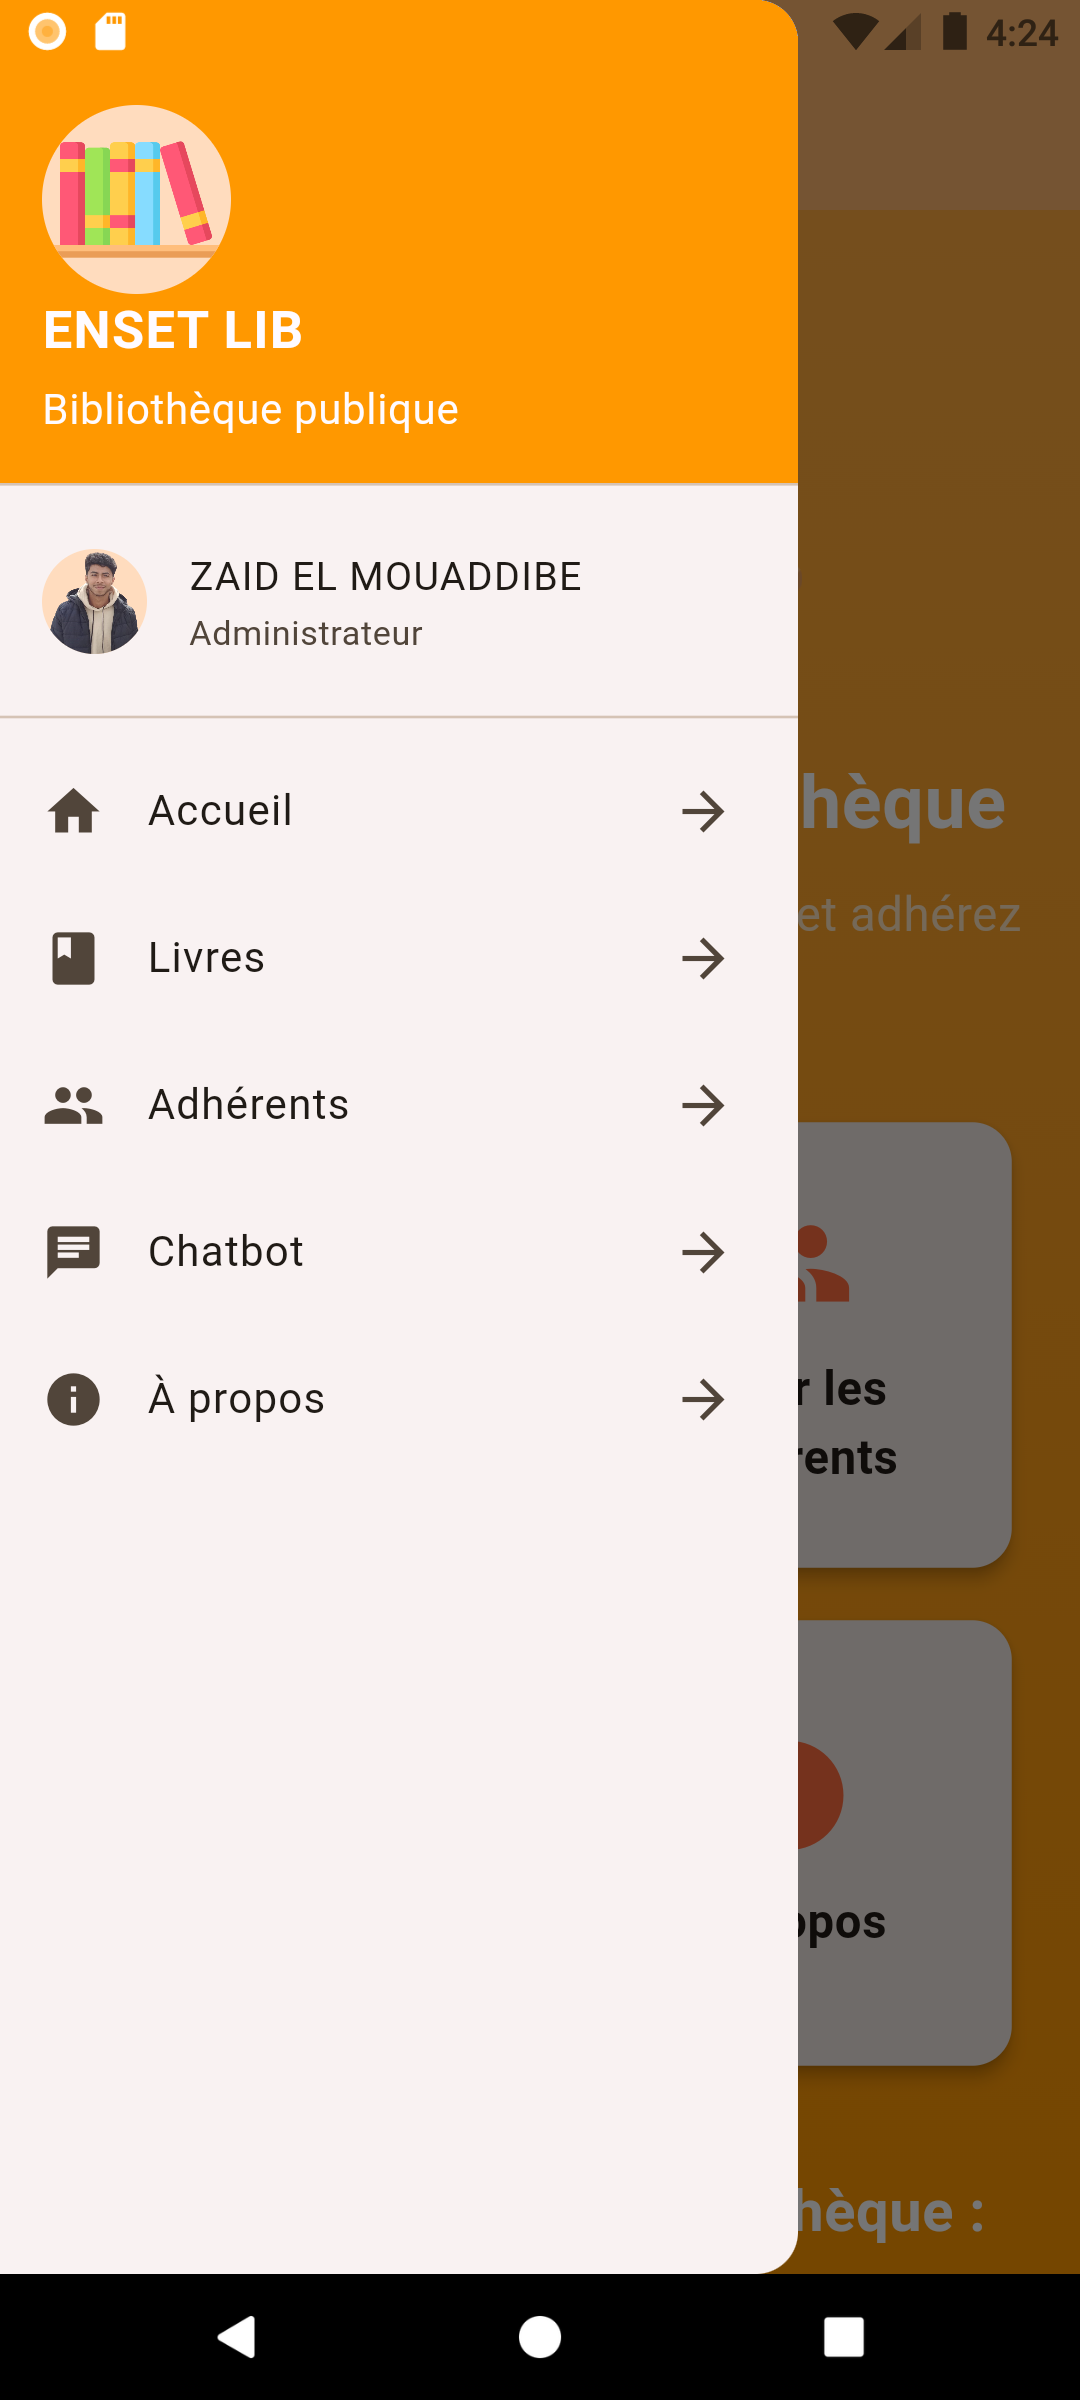 4:24
ENSET LIB
Bibliothèque publique
ZAID EL MOUADDIBE
Administrateur
Accueil
hèque
et adhérez
Livres
Adhérents
Chatbot
À propos
r les
rents
opos
hèque :